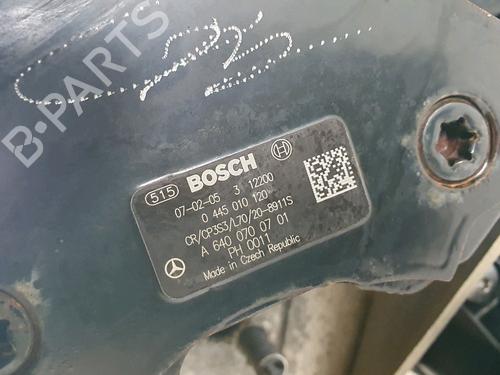 B-PARTS
515 BOSCH
07-02-05 3 12200
0 445 010 120
CR/CP3S3/L70/20-8911S
A 640 070 07 01
PH 0011
Made in Czech Republic